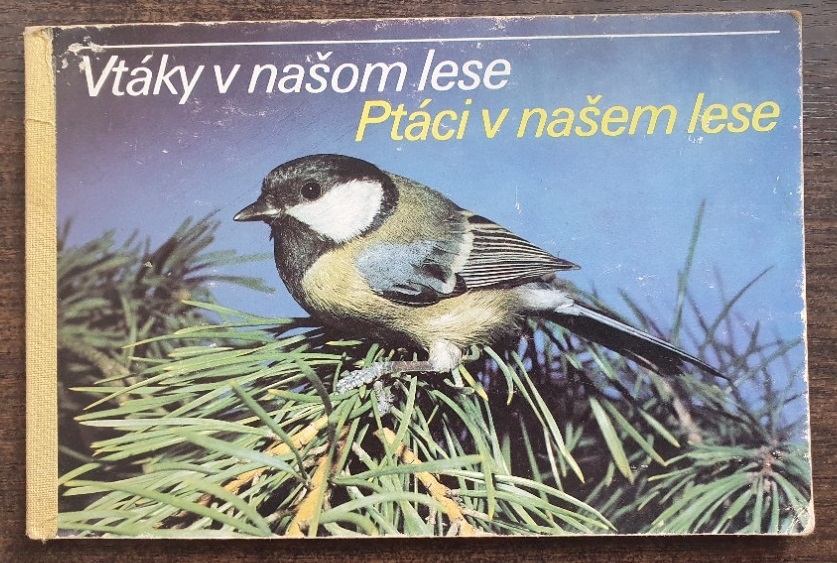 Vtáky v našom lese
Ptáci v našem lese